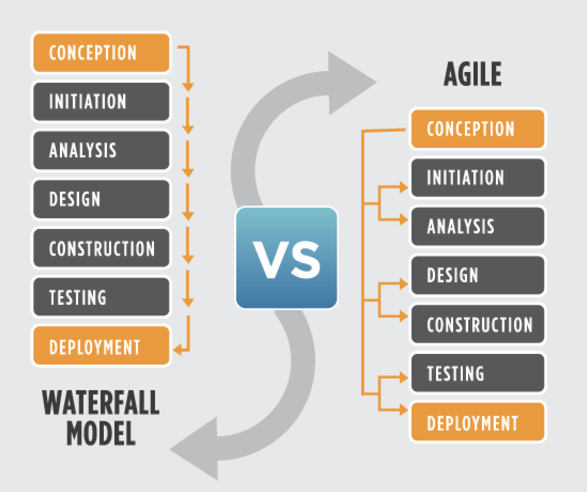 CONCEPTION
INITIATION
ANALYSIS
DESIGN
CONSTRUCTION
TESTING
DEPLOYMENT
WATERFALL
MODEL
VS
AGILE
CONCEPTION
INITIATION
ANALYSIS
DESIGN
CONSTRUCTION
TESTING
DEPLOYMENT